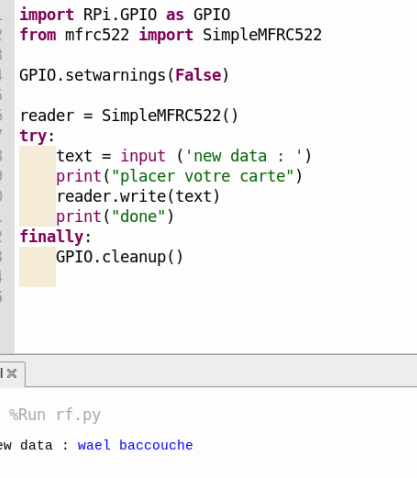 import RPi.GPIO as GPIO
from mfrc522 import SimpleMFRC522
GPIO.setwarnings(False)
reader = SimpleMFRC522()
try:
    text = input ('new data : ')
    print("placer votre carte")
    reader.write(text)
    print("done")
finally:
    GPIO.cleanup()
%Run rf.py
ew data : wael baccouche